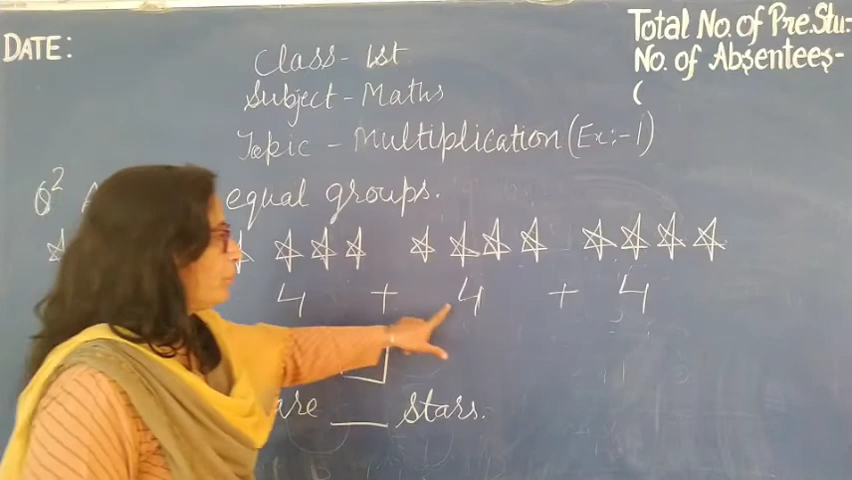 DATE:
Total No. of Pre. Stu-
No. of Absentees-
(
Class - 1st
Subject - Maths
Topic - Multiplication (Ex:-1)
Q2 equal groups.
4 + 4 + 4
are ___ stars.